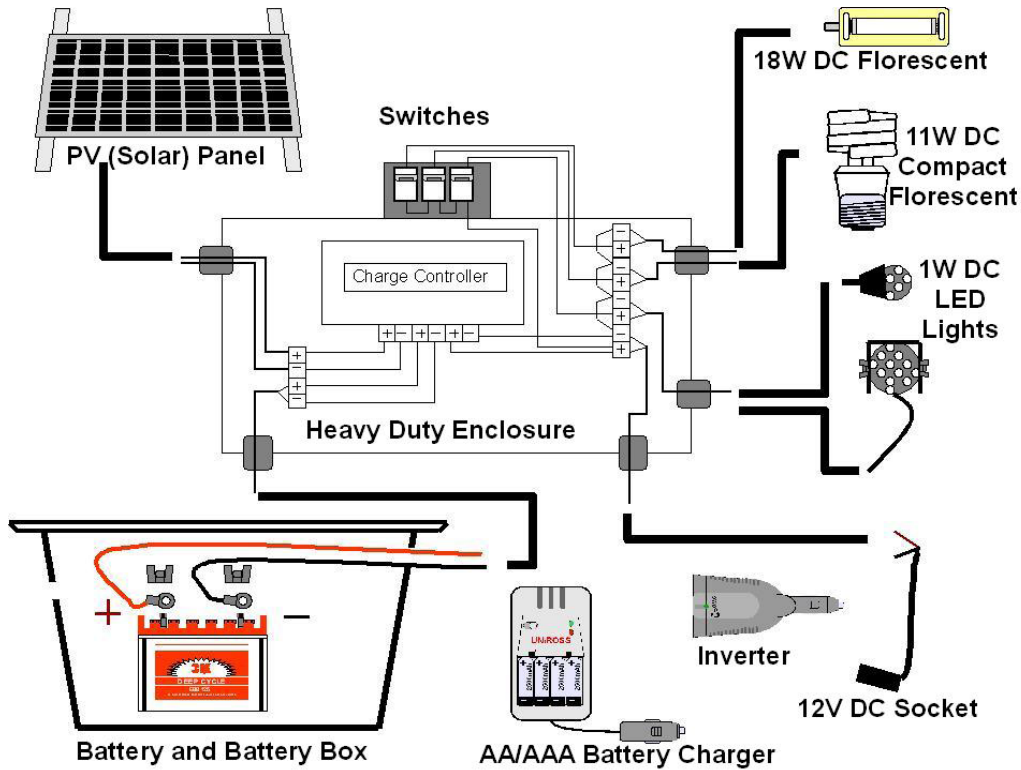 18W DC Florescent
Switches
PV (Solar) Panel
11W DC
Compact
Florescent
Charge Controller
1W DC
LED
Lights
+ − + − + −
−
+
−
+
−
+
−
+
+
−
+
−
Heavy Duty Enclosure
+
−
3K
DEEP CYCLE
UNiROSS
+ + + +
Inverter
12V DC Socket
Battery and Battery Box
AA/AAA Battery Charger